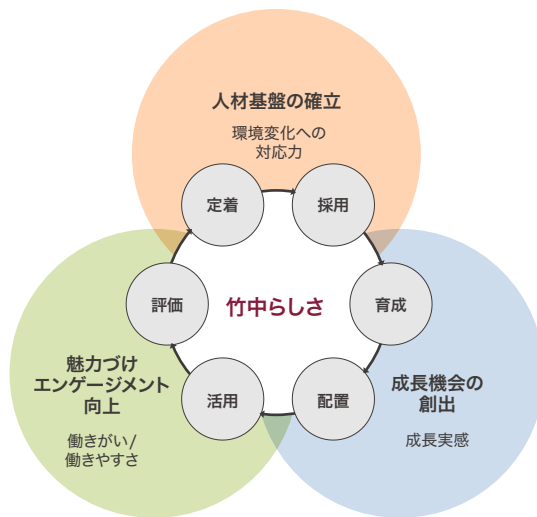 人材基盤の確立
環境変化への
対応力
定着
採用
評価
竹中らしさ
育成
魅力づけ
エンゲージメント
向上
働きがい/
働きやすさ
活用
配置
成長機会の
創出
成長実感